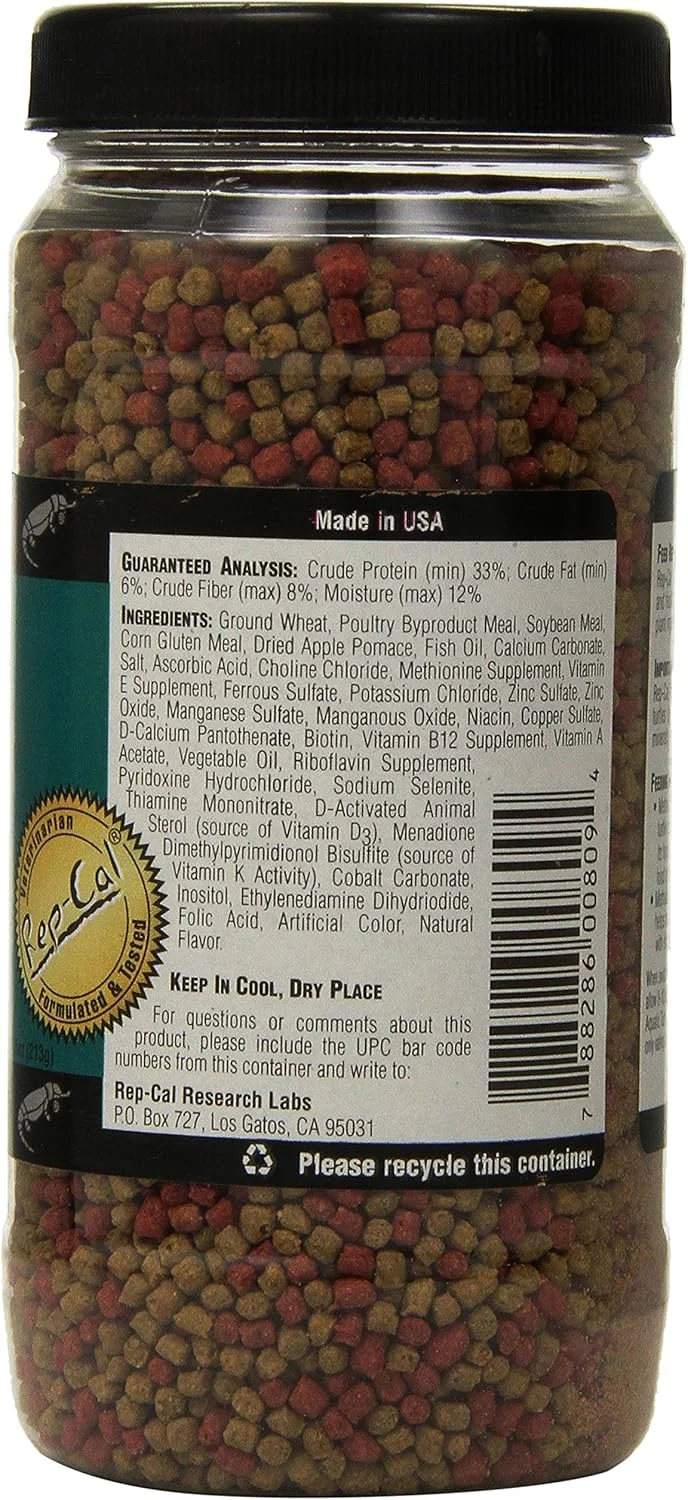 Made in USA
GUARANTEED ANALYSIS: Crude Protein (min) 33%; Crude Fat (min)
6%; Crude Fiber (max) 8%; Moisture (max) 12%
INGREDIENTS: Ground Wheat, Poultry Byproduct Meal, Soybean Meal,
Corn Gluten Meal, Dried Apple Pomace, Fish Oil, Calcium Carbonate,
Salt, Ascorbic Acid, Choline Chloride, Methionine Supplement, Vitamin
E Supplement, Ferrous Sulfate, Potassium Chloride, Zinc Sulfate, Zinc
Oxide, Manganese Sulfate, Manganous Oxide, Niacin, Copper Sulfate,
D-Calcium Pantothenate, Biotin, Vitamin B12 Supplement, Vitamin A
Acetate, Vegetable Oil, Riboflavin Supplement,
Pyridoxine Hydrochloride, Sodium Selenite,
Thiamine Mononitrate, D-Activated Animal
Sterol (source of Vitamin D3), Menadione
Dimethylpyrimidionol Bisulfite (source of
Vitamin K Activity), Cobalt Carbonate,
Inositol, Ethylenediamine Dihydriodide,
Folic Acid, Artificial Color, Natural
Flavor.
KEEP IN COOL, DRY PLACE
For questions or comments about this
product, please include the UPC bar code
numbers from this container and write to:
Rep-Cal Research Labs
P.O. Box 727, Los Gatos, CA 95031
Please recycle this container.
7 88286 00809 4
Veterinarian
Rep-Cal®
Formulated & Tested
(213g)